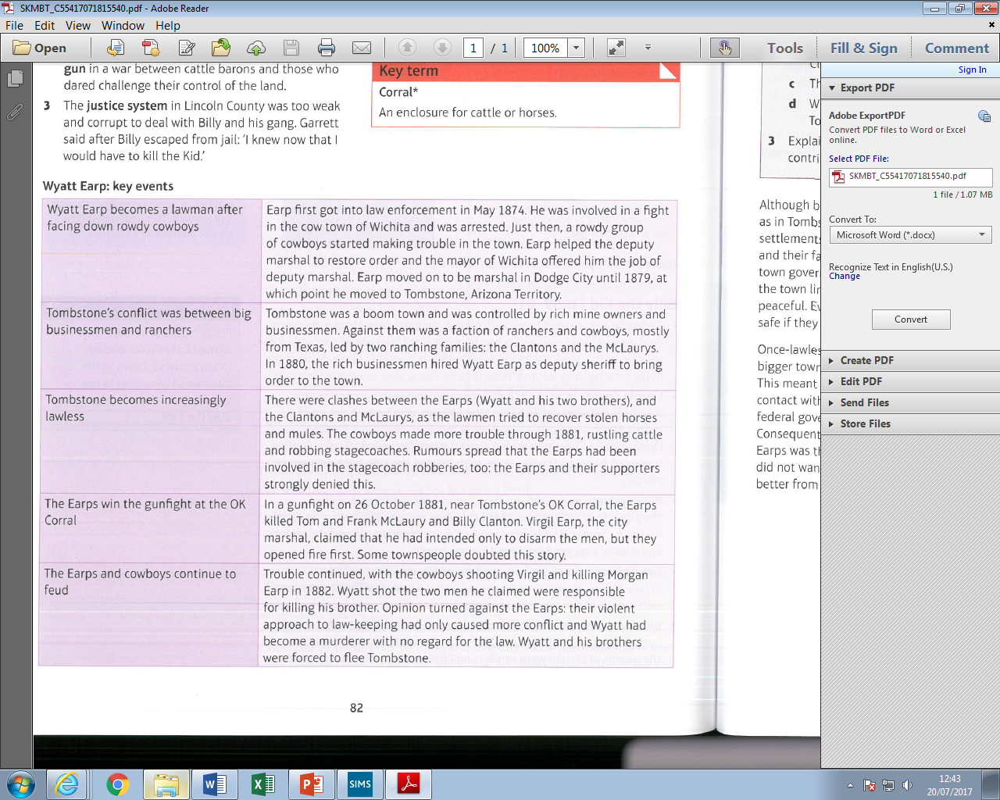 SKMBT_C55417071815540.pdf - Adobe Reader
File Edit View Window Help
Open 1 / 1 100% Tools Fill & Sign Comment
Sign In
gun in a war between cattle barons and those who
dared challenge their control of the land.
3 The justice system in Lincoln County was too weak
and corrupt to deal with Billy and his gang. Garrett
said after Billy escaped from jail: 'I knew now that I
would have to kill the Kid.'
Key term
Corral*
An enclosure for cattle or horses.
Wyatt Earp: key events
Wyatt Earp becomes a lawman after
facing down rowdy cowboys
Earp first got into law enforcement in May 1874. He was involved in a fight
in the cow town of Wichita and was arrested. Just then, a rowdy group
of cowboys started making trouble in the town. Earp helped the deputy
marshal to restore order and the mayor of Wichita offered him the job of
deputy marshal. Earp moved on to be marshal in Dodge City until 1879, at
which point he moved to Tombstone, Arizona Territory.
Tombstone's conflict was between big
businessmen and ranchers
Tombstone was a boom town and was controlled by rich mine owners and
businessmen. Against them was a faction of ranchers and cowboys, mostly
from Texas, led by two ranching families: the Clantons and the McLaurys.
In 1880, the rich businessmen hired Wyatt Earp as deputy sheriff to bring
order to the town.
Tombstone becomes increasingly
lawless
There were clashes between the Earps (Wyatt and his two brothers), and
the Clantons and McLaurys, as the lawmen tried to recover stolen horses
and mules. The cowboys made more trouble through 1881, rustling cattle
and robbing stagecoaches. Rumours spread that the Earps had been
involved in the stagecoach robberies, too: the Earps and their supporters
strongly denied this.
The Earps win the gunfight at the OK
Corral
In a gunfight on 26 October 1881, near Tombstone's OK Corral, the Earps
killed Tom and Frank McLaury and Billy Clanton. Virgil Earp, the city
marshal, claimed that he had intended only to disarm the men, but they
opened fire first. Some townspeople doubted this story.
The Earps and cowboys continue to
feud
Trouble continued, with the cowboys shooting Virgil and killing Morgan
Earp in 1882. Wyatt shot the two men he claimed were responsible
for killing his brother. Opinion turned against the Earps: their violent
approach to law-keeping had only caused more conflict and Wyatt had
become a murderer with no regard for the law. Wyatt and his brothers
were forced to flee Tombstone.
82
c Th
d W
To
3 Explai
contri
Although b
as in Tombs
settlements
and their fa
town gover
the town lin
peaceful. Ev
safe if they
Once-lawles
bigger town
This meant
contact with
federal gove
Consequent
Earps was th
did not wan
better from
Export PDF
Adobe ExportPDF
Convert PDF files to Word or Excel
online.
Select PDF File:
SKMBT_C55417071815540.pdf
1 file / 1.07 MB
Convert To:
Microsoft Word (*.docx)
Recognize Text in English(U.S.)
Change
Convert
Create PDF
Edit PDF
Send Files
Store Files
SIMS
12:43
20/07/2017